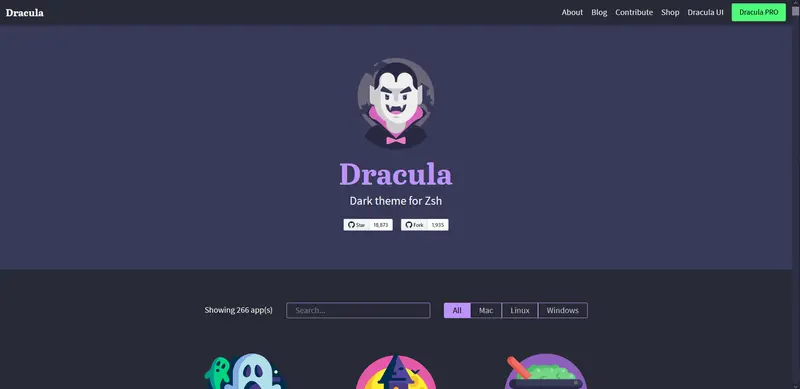 Dracula
About Blog Contribute Shop Dracula UI Dracula PRO
Dracula
Dark theme for Zsh
Star 18,873 Fork 1,915
Showing 266 app(s) Search... All Mac Linux Windows